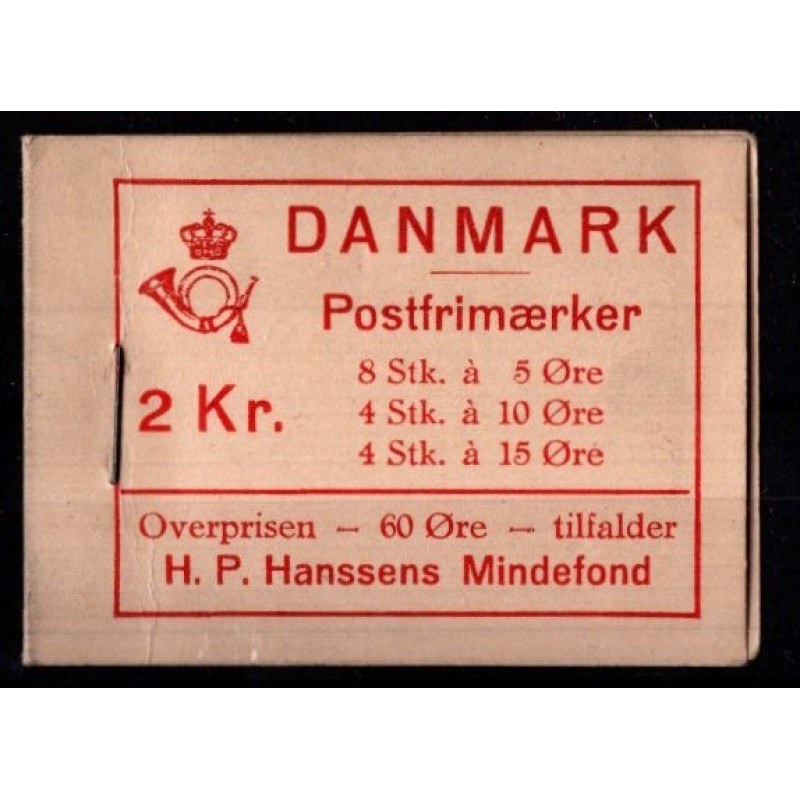 DANMARK
Postfrimærker
8 Stk. à 5 Øre
4 Stk. à 10 Øre
4 Stk. à 15 Øre
2 Kr.
Overprisen – 60 Øre – tilfalder
H. P. Hanssens Mindefond